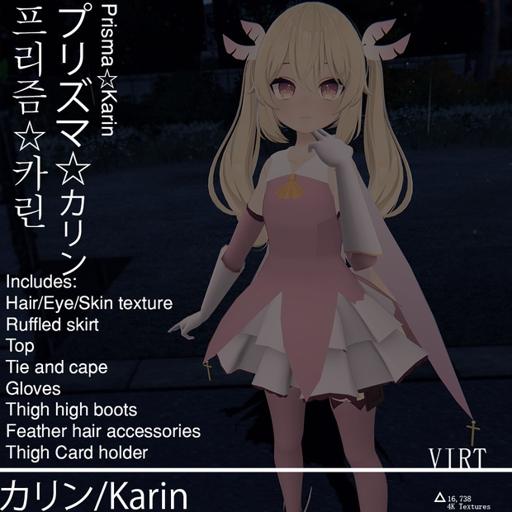 Prisma☆Karin
プリズマ☆カリン
프리즘☆카린
Includes:
Hair/Eye/Skin texture
Ruffled skirt
Top
Tie and cape
Gloves
Thigh high boots
Feather hair accessories
Thigh Card holder
VIRT
カリン/Karin
△16,738
4K Textures